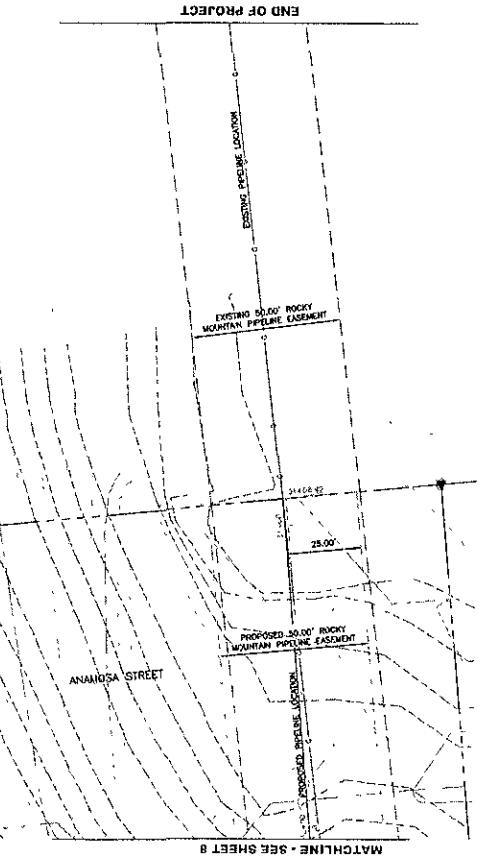 END OF PROJECT
EXISTING PIPELINE LOCATION
EXISTING 50.00' ROCKY
MOUNTAIN PIPELINE EASEMENT
25.00'
PROPOSED 50.00' ROCKY
MOUNTAIN PIPELINE EASEMENT
ANAMOSA STREET
PROPOSED PIPELINE LOCATION
MATCHLINE - SEE SHEET 8